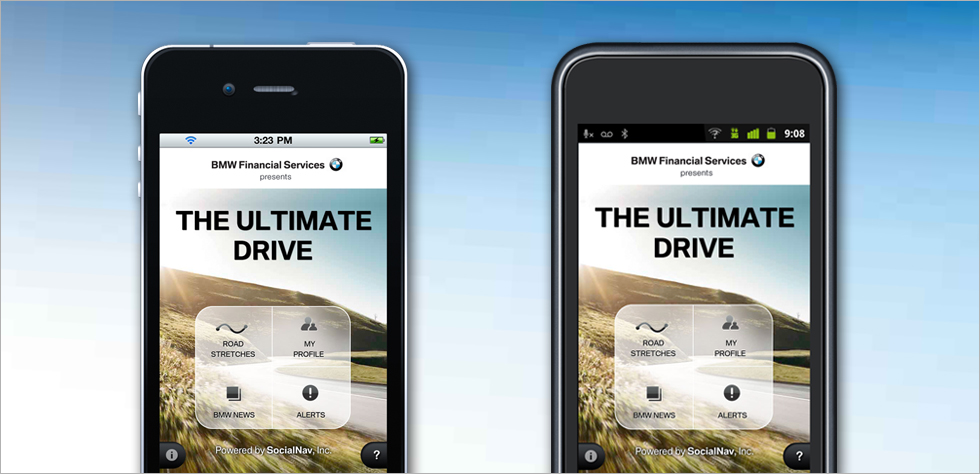 3:23 PM
BMW Financial Services
presents
THE ULTIMATE
DRIVE
ROAD
STRETCHES
MY
PROFILE
BMW NEWS
ALERTS
i
Powered by SocialNav, Inc.
?
9:08
BMW Financial Services
presents
THE ULTIMATE
DRIVE
ROAD
STRETCHES
MY
PROFILE
BMW NEWS
ALERTS
i
Powered by SocialNav, Inc.
?